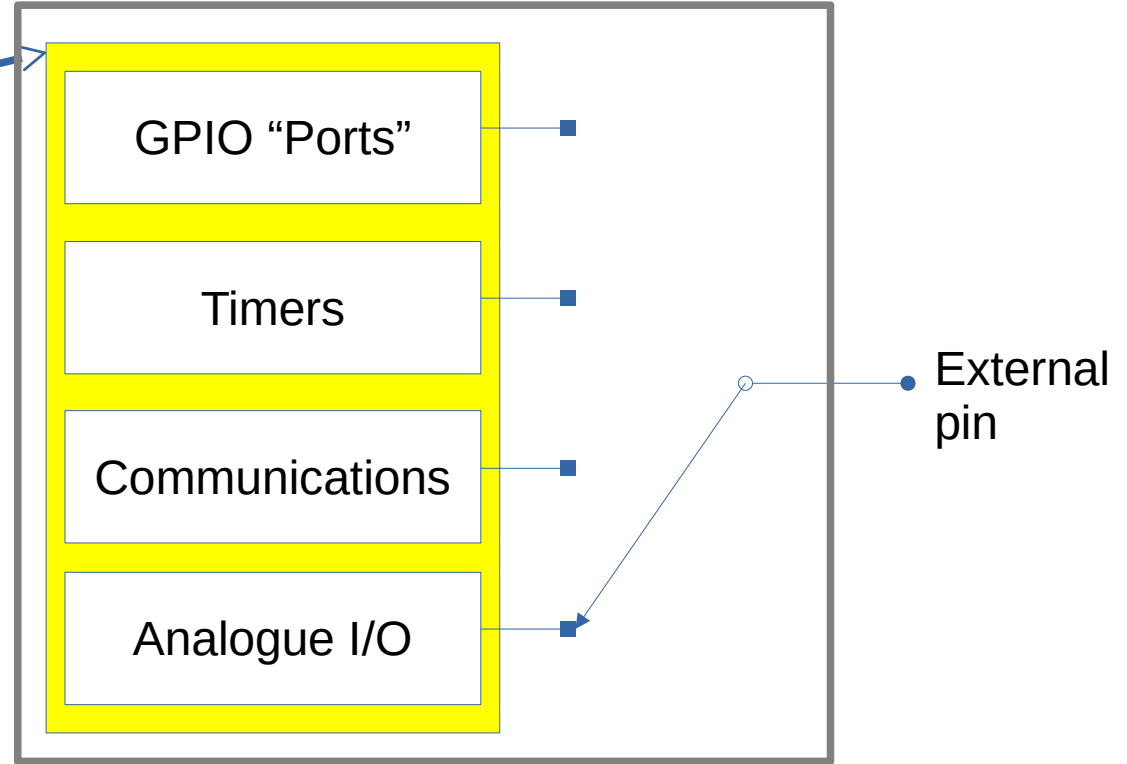 GPIO “Ports”
Timers
Communications
Analogue I/O
External
pin